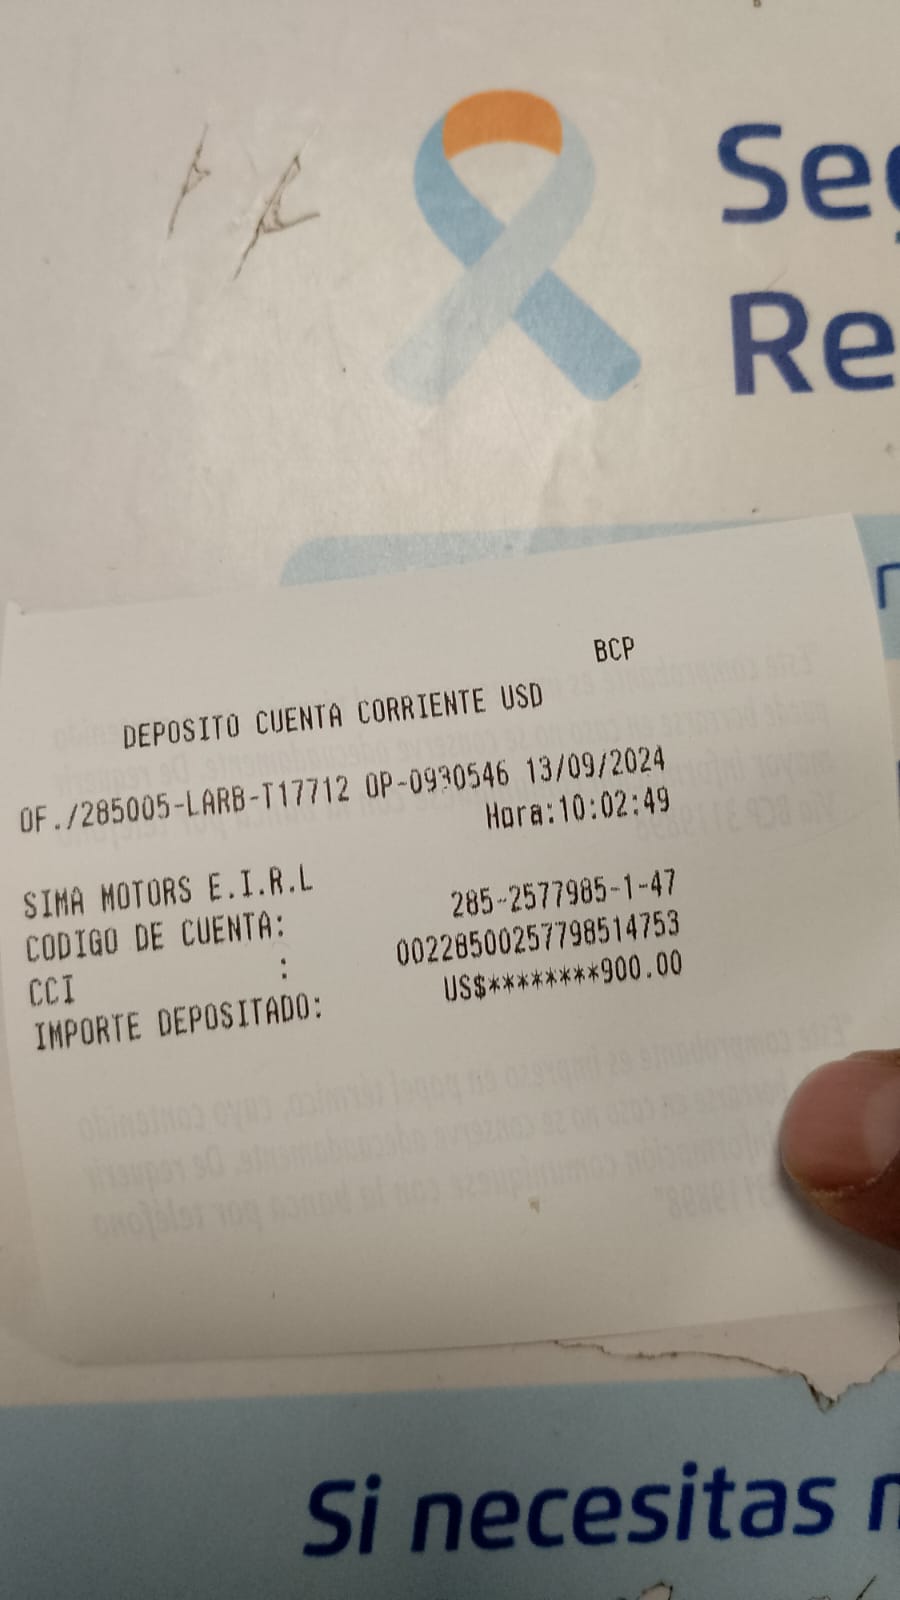 Se
Re
BCP
DEPOSITO CUENTA CORRIENTE USD
OF./285005-LARB-T17712 OP-0930546 13/09/2024
Hora:10:02:49
SIMA MOTORS E.I.R.L
CODIGO DE CUENTA: 285-2577985-1-47
CCI : 00228500257798514753
IMPORTE DEPOSITADO: US$********900.00
Si necesitas